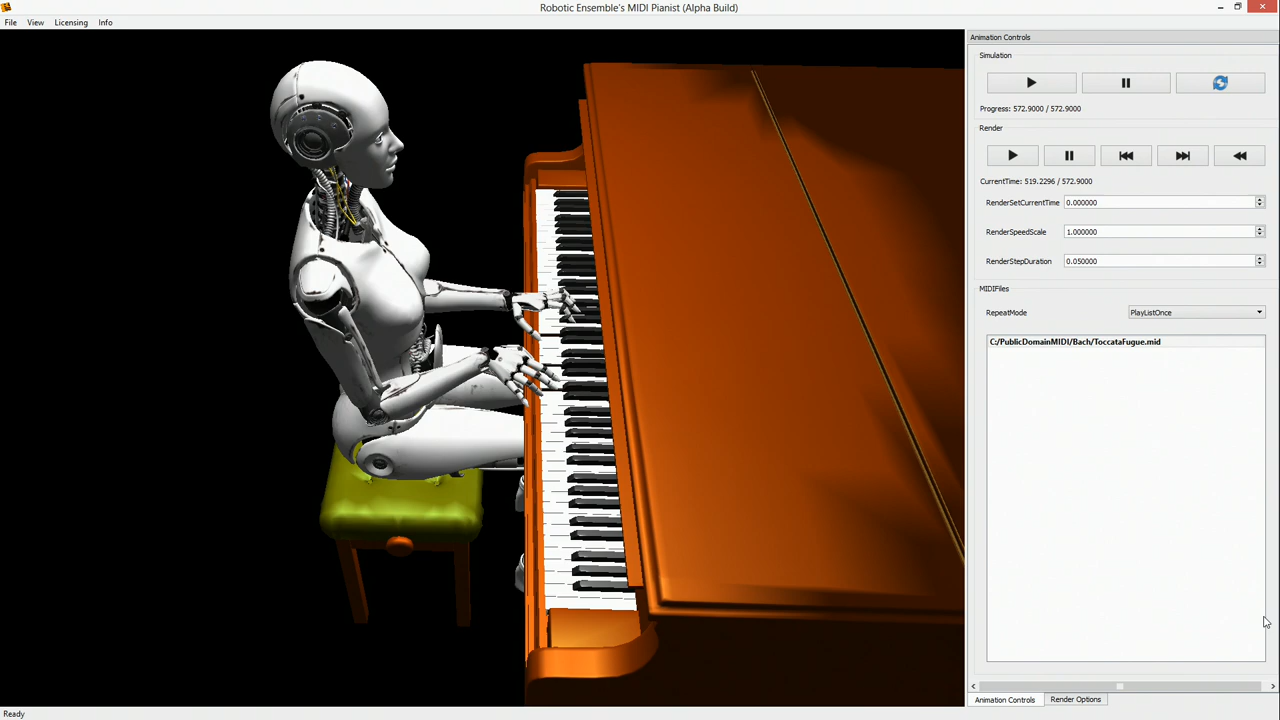 Robotic Ensemble's MIDI Pianist (Alpha Build)
File View Licensing Info
Animation Controls
Simulation
Progress: 572.9000 / 572.9000
Render
CurrentTime: 519.2296 / 572.9000
RenderSetCurrentTime 0.000000
RenderSpeedScale 1.000000
RenderStepDuration 0.050000
MIDIFiles
RepeatMode PlayListOnce
C:/PublicDomainMIDI/Bach/ToccataFugue.mid
Animation Controls Render Options
Ready